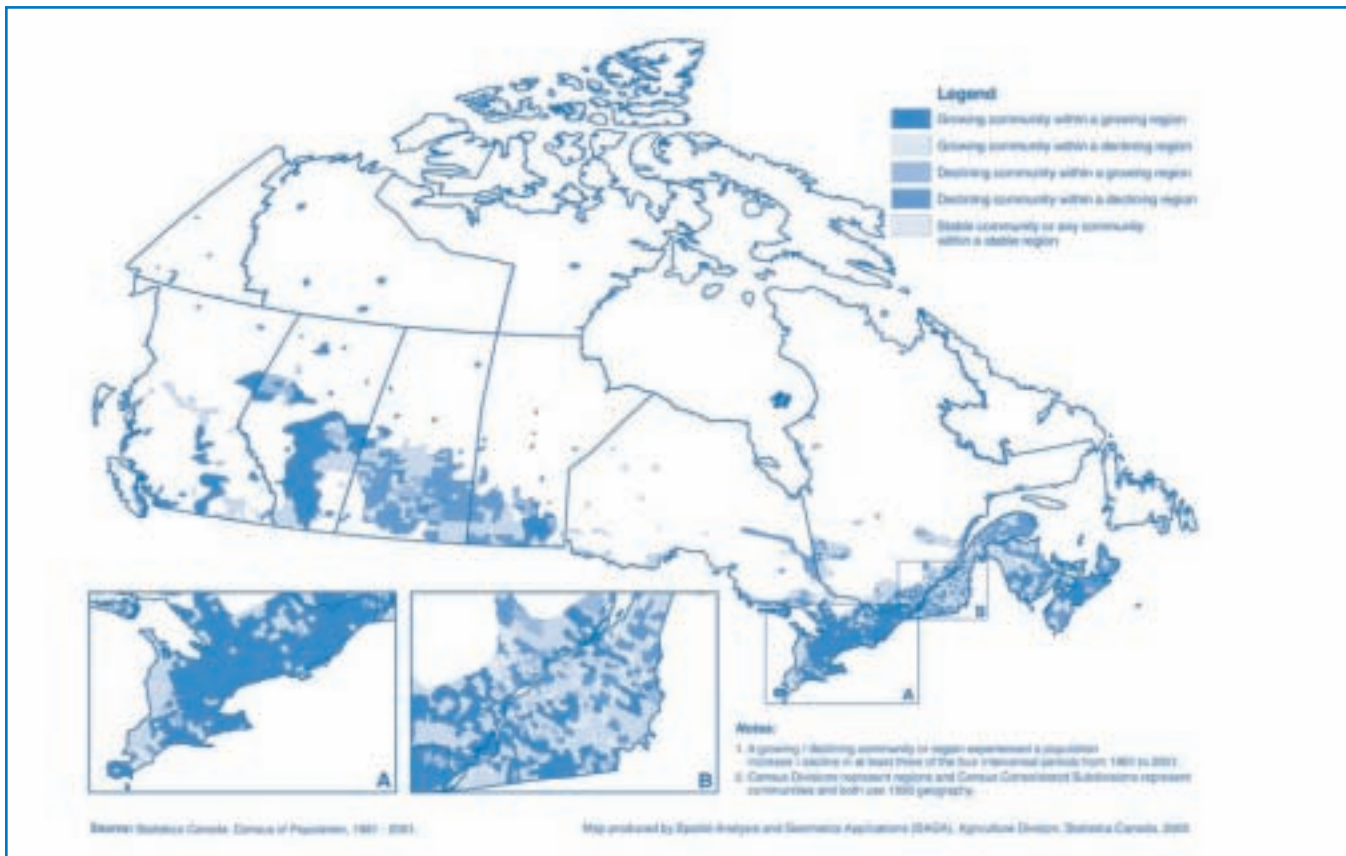 Legend
Growing community within a growing region
Growing community within a declining region
Declining community within a growing region
Declining community within a declining region
Stable community or any community
within a stable region
B
A
A
B
Notes:
1. A growing / declining community or region experienced a population
increase / decline in at least three of the four intercensal periods from 1981 to 2001.
2. Census Divisions represent regions and Census Consolidated Subdivisions represent
communities and both use geography.
Source: Statistics Canada. Census of Population, 1981 - 2001.
Map produced by Spatial Analysis and Geomatics Applications (SAGA), Agriculture Division, Statistics Canada,